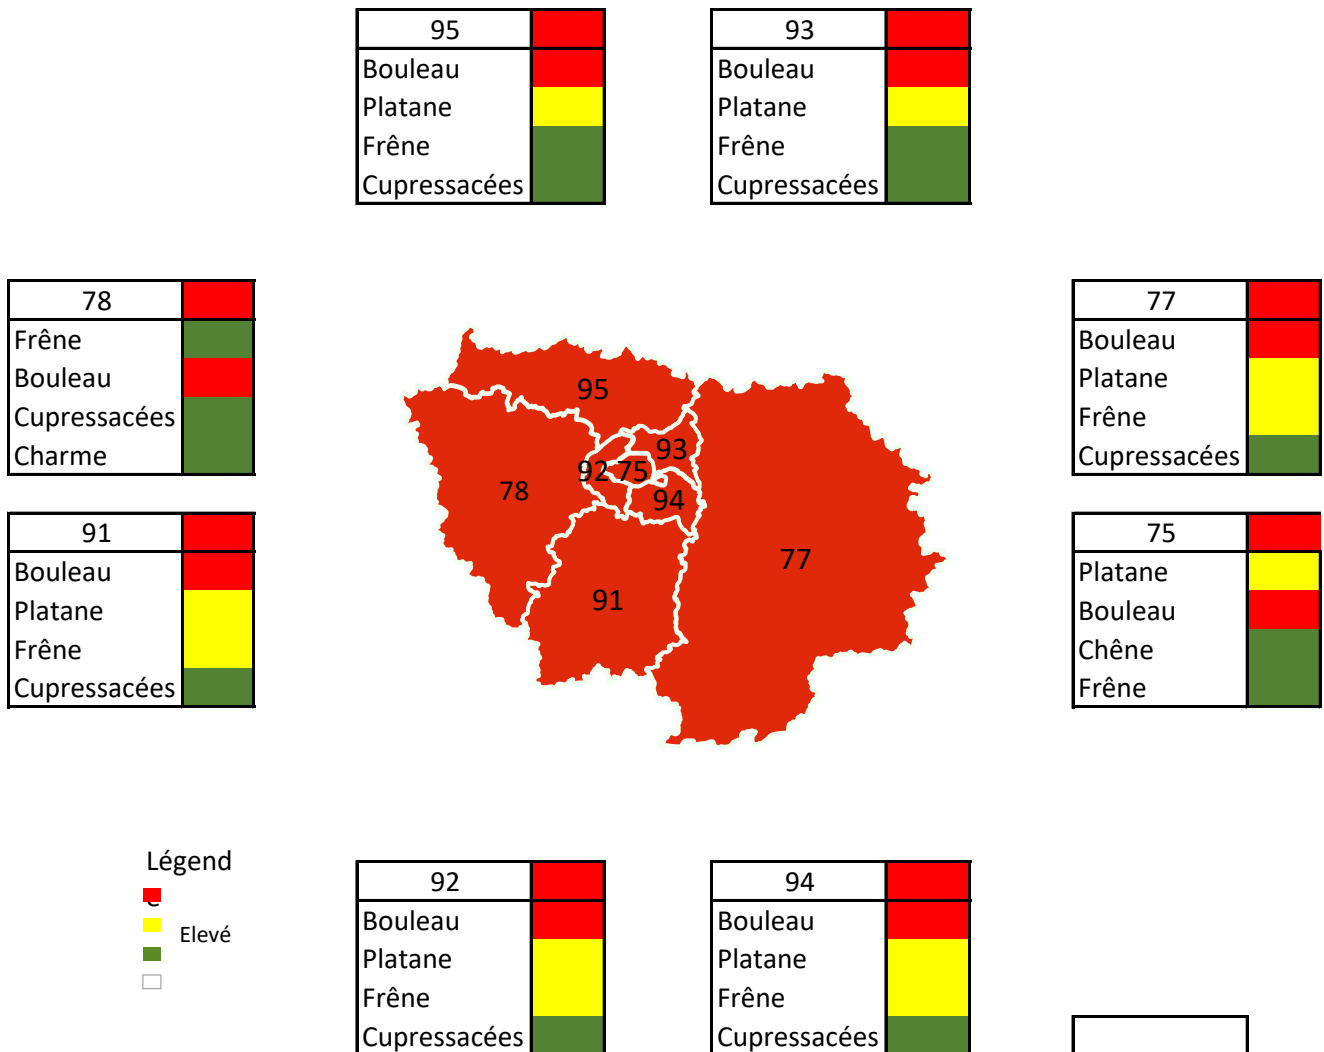 95
Bouleau
Platane
Frêne
Cupressacées
93
Bouleau
Platane
Frêne
Cupressacées
78
Frêne
Bouleau
Cupressacées
Charme
77
Bouleau
Platane
Frêne
Cupressacées
95
93
92
75
78
94
77
91
91
Bouleau
Platane
Frêne
Cupressacées
75
Platane
Bouleau
Chêne
Frêne
Légend
Elevé
92
Bouleau
Platane
Frêne
Cupressacées
94
Bouleau
Platane
Frêne
Cupressacées